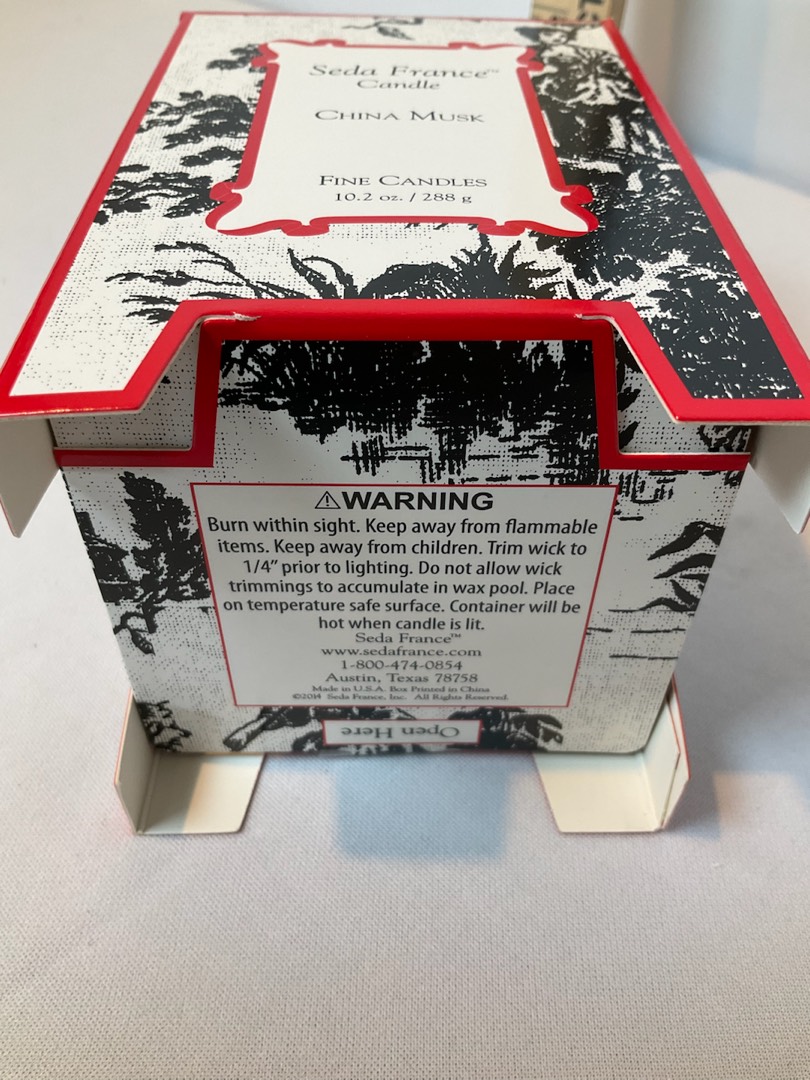 Seda France™
Candle
China Musk
Fine Candles
10.2 oz. / 288 g
⚠WARNING
Burn within sight. Keep away from flammable
items. Keep away from children. Trim wick to
1/4” prior to lighting. Do not allow wick
trimmings to accumulate in wax pool. Place
on temperature safe surface. Container will be
hot when candle is lit.
Seda France™
www.sedafrance.com
1-800-474-0854
Austin, Texas 78758
Made in U.S.A. Box Printed in China
©2014 Seda France, Inc. All Rights Reserved.
Open Here